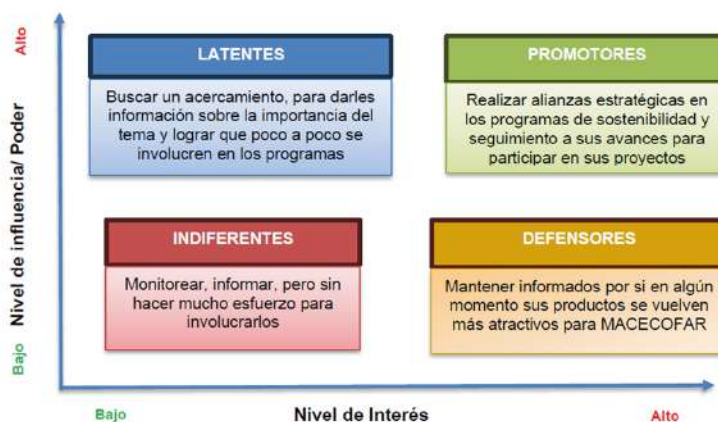 Alto
Nivel de influencia/ Poder
Bajo
LATENTES
Buscar un acercamiento, para darles
información sobre la importancia del
tema y lograr que poco a poco se
involucren en los programas
PROMOTORES
Realizar alianzas estratégicas en
los programas de sostenibilidad y
seguimiento a sus avances para
participar en sus proyectos
INDIFERENTES
Monitorear, informar, pero sin
hacer mucho esfuerzo para
involucrarlos
DEFENSORES
Mantener informados por si en algún
momento sus productos se vuelven
más atractivos para MACECOFAR
Bajo
Nivel de Interés
Alto